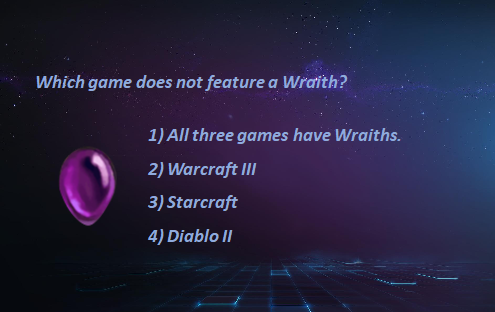 Which game does not feature a Wraith?
1) All three games have Wraiths.
2) Warcraft III
3) Starcraft
4) Diablo II